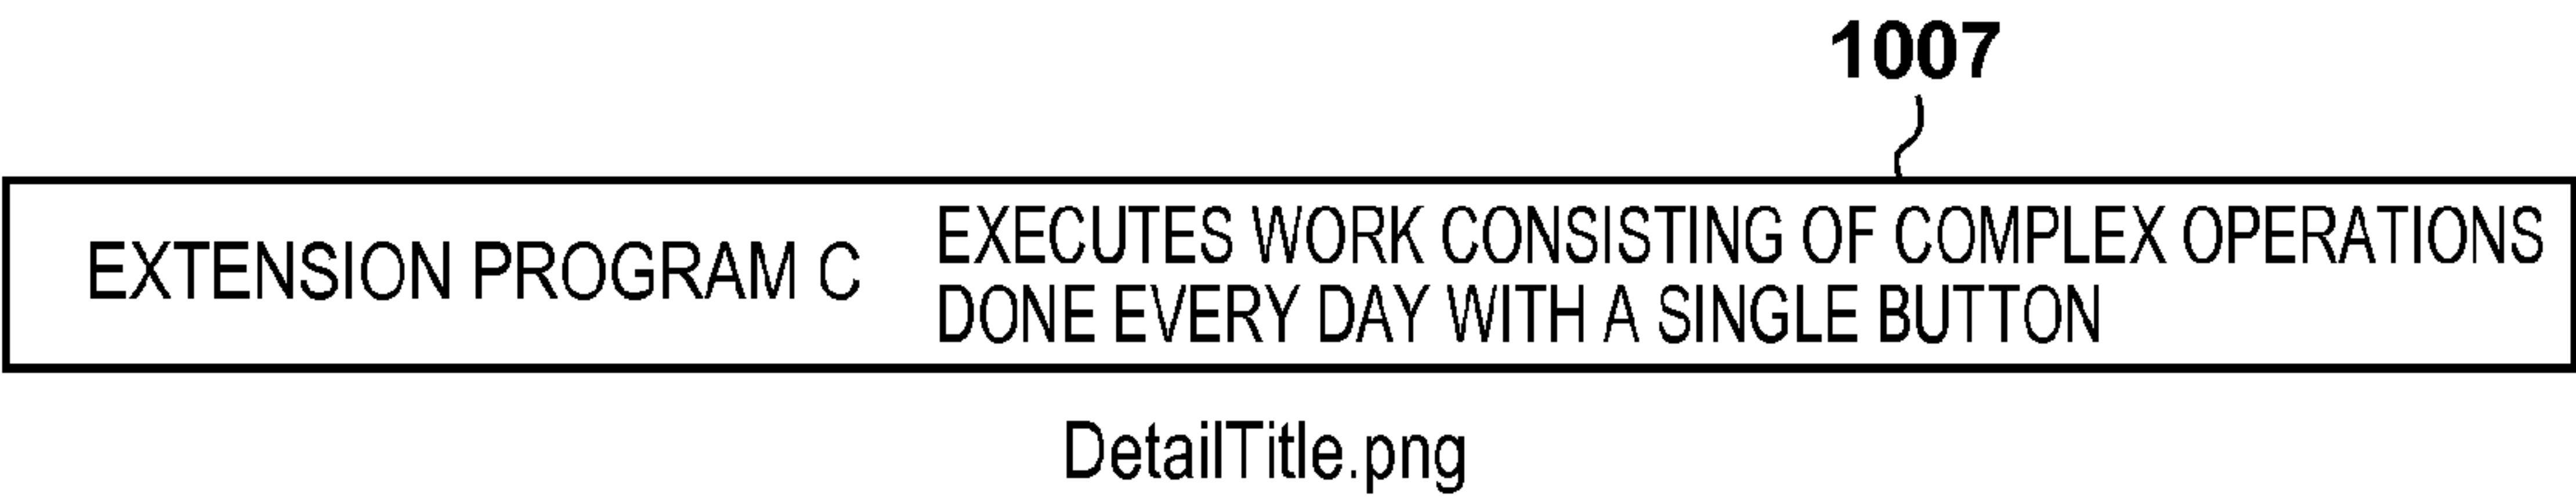 1007
EXTENSION PROGRAM C
EXECUTES WORK CONSISTING OF COMPLEX OPERATIONS
DONE EVERY DAY WITH A SINGLE BUTTON
DetailTitle.png